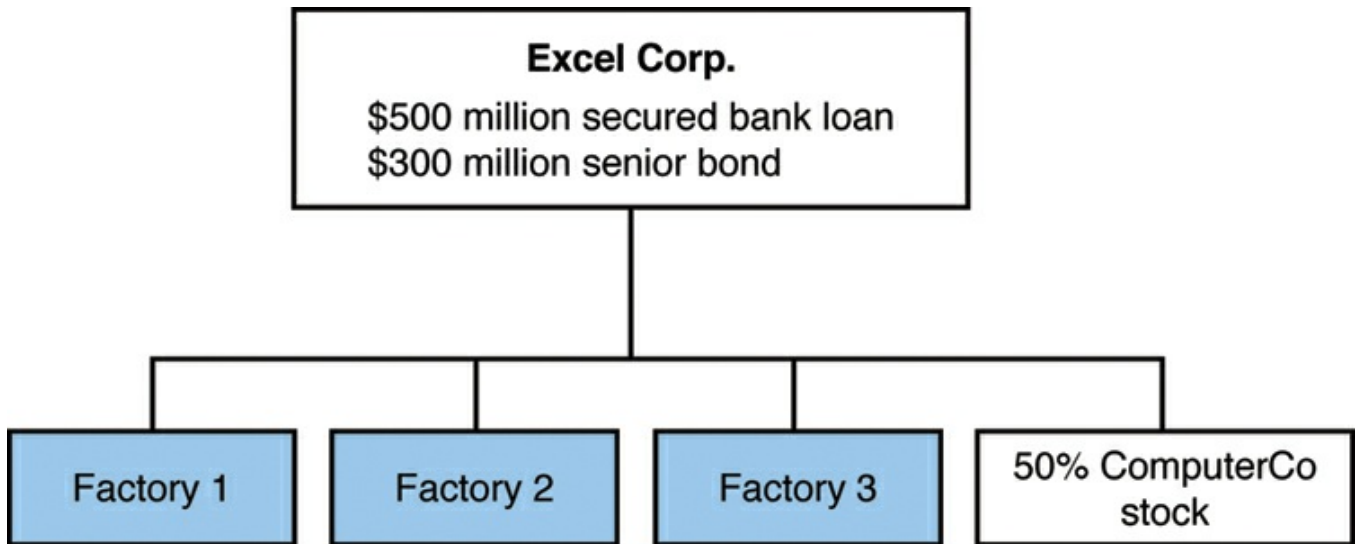 Excel Corp.
$500 million secured bank loan
$300 million senior bond
Factory 1
Factory 2
Factory 3
50% ComputerCo
stock